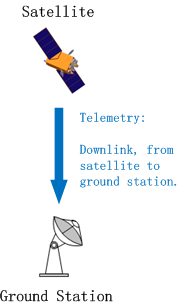 Satellite
Telemetry:
Downlink, from
satellite to
ground station.
Ground Station